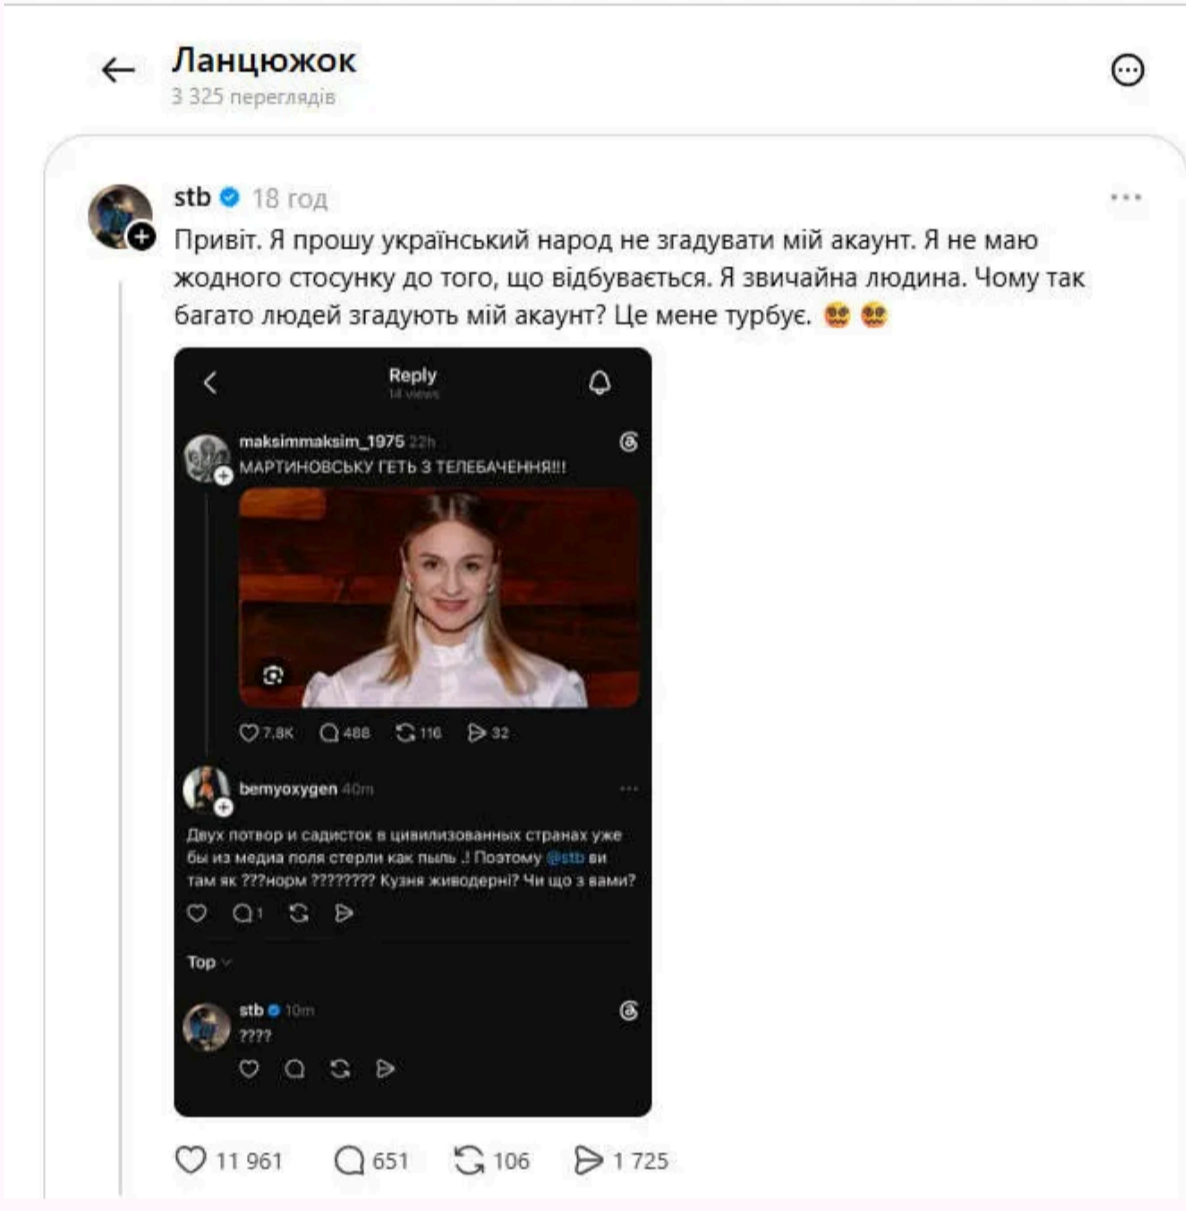 Ланцюжок
3 325 переглядів
stb 18 год
Привіт. Я прошу український народ не згадувати мій акаунт. Я не маю
жодного стосунку до того, що відбувається. Я звичайна людина. Чому так
багато людей згадують мій акаунт? Це мене турбує.
Reply
14 views
maksimmaksim_1975 22h
МАРТИНОВСЬКУ ГЕТЬ З ТЕЛЕБАЧЕННЯ!!!
7,8K 488 116 32
bemyoxygen 40m
Двух потвор и садисток в цивилизованных странах уже
бы из медиа поля стерли как пыль .! Поэтому @stb ви
там як ???норм ???????? Кузня живодерні? Чи що з вами?
1
Top
stb 10m
????
11 961 651 106 1 725